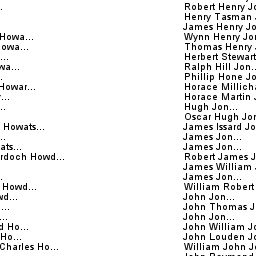 .. Robert Henry Jo
Henry Tasman J
.. James Henry Jo
Howa... Wynn Henry Jon
owa... Thomas Henry J
.. Herbert Stewart
wa... Ralph Hill Jon...
.. Phillip Hone Jo
Howar... Horace Millicha
r... Horace Martin J
... Hugh Jon...
Oscar Hugh Jon
Howats... James Issard Jo
... James Jon...
ats... James Jon...
rdoch Howd... Robert James J
James William J
.. James Jon...
Howd... William Robert
wd... John Jon...
... John Thomas J
... John Jon...
d Ho... John William Jo
Ho... John Louden Jo
Charles Ho... William John Jo